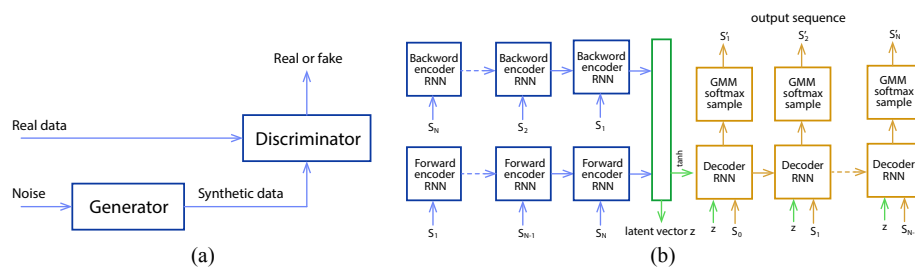 Real or fake
Real data
Discriminator
Noise
Generator
Synthetic data
(a)
output sequence
S'1
S'2
S'N
Backword
encoder
RNN
Backword
encoder
RNN
Backword
encoder
RNN
GMM
softmax
sample
GMM
softmax
sample
GMM
softmax
sample
SN
S2
S1
Forward
encoder
RNN
Forward
encoder
RNN
Forward
encoder
RNN
tanh
Decoder
RNN
Decoder
RNN
Decoder
RNN
S1
SN-1
SN
latent vector z
z
S0
z
S1
z
SN-
(b)